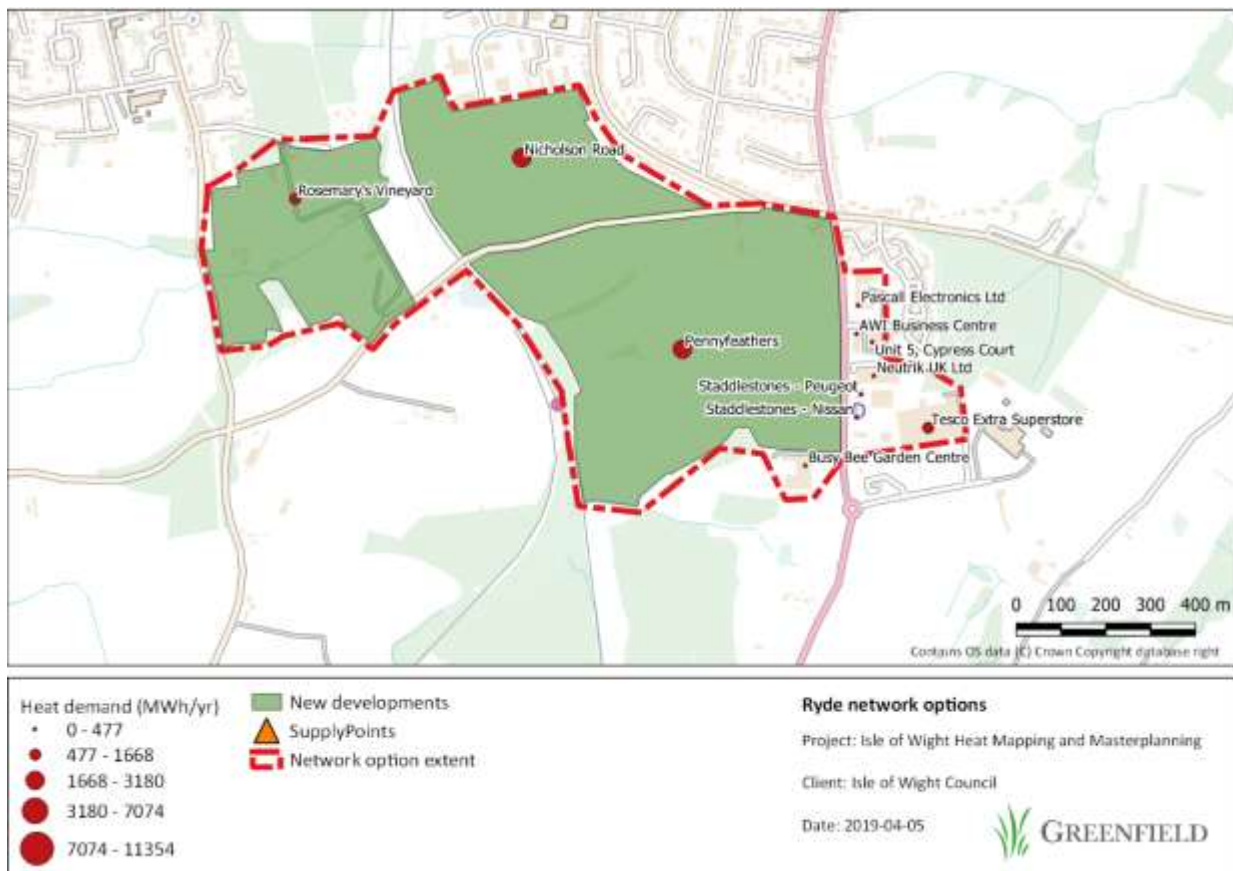 Nicholson Road
Rosemary's Vineyard
Pascall Electronics Ltd
AWI Business Centre
Unit 5, Cypress Court
Pennyfeathers
Neutrik UK Ltd
Staddlestones - Peugeot
Staddlestones - Nissan
Tesco Extra Superstore
Busy Bee Garden Centre
0 100 200 300 400 m
Contains OS data (C) Crown Copyright database right
Heat demand (MWh/yr)
0 - 477
477 - 1668
1668 - 3180
3180 - 7074
7074 - 11354
New developments
SupplyPoints
Network option extent
Ryde network options
Project: Isle of Wight Heat Mapping and Masterplanning
Client: Isle of Wight Council
Date: 2019-04-05
GREENFIELD